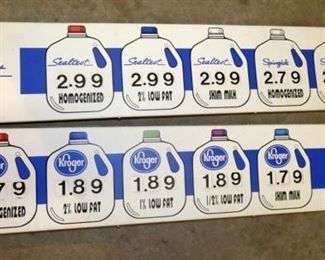 Sealtest Sealtest Sealtest Springdale
2.99 2.99 2.99 2.79
HOMOGENIZED 2% LOW FAT SKIM MILK HOMOGENIZED
Kroger Kroger Kroger Kroger
1.89 1.89 1.89 1.79
2% LOW FAT 1% LOW FAT 1/2% LOW FAT SKIM MILK